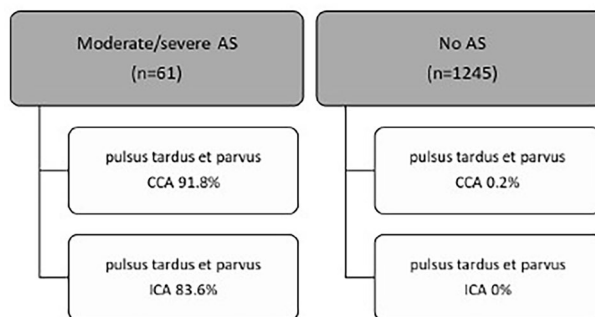 Moderate/severe AS
(n=61)
pulsus tardus et parvus
CCA 91.8%
pulsus tardus et parvus
ICA 83.6%
No AS
(n=1245)
pulsus tardus et parvus
CCA 0.2%
pulsus tardus et parvus
ICA 0%